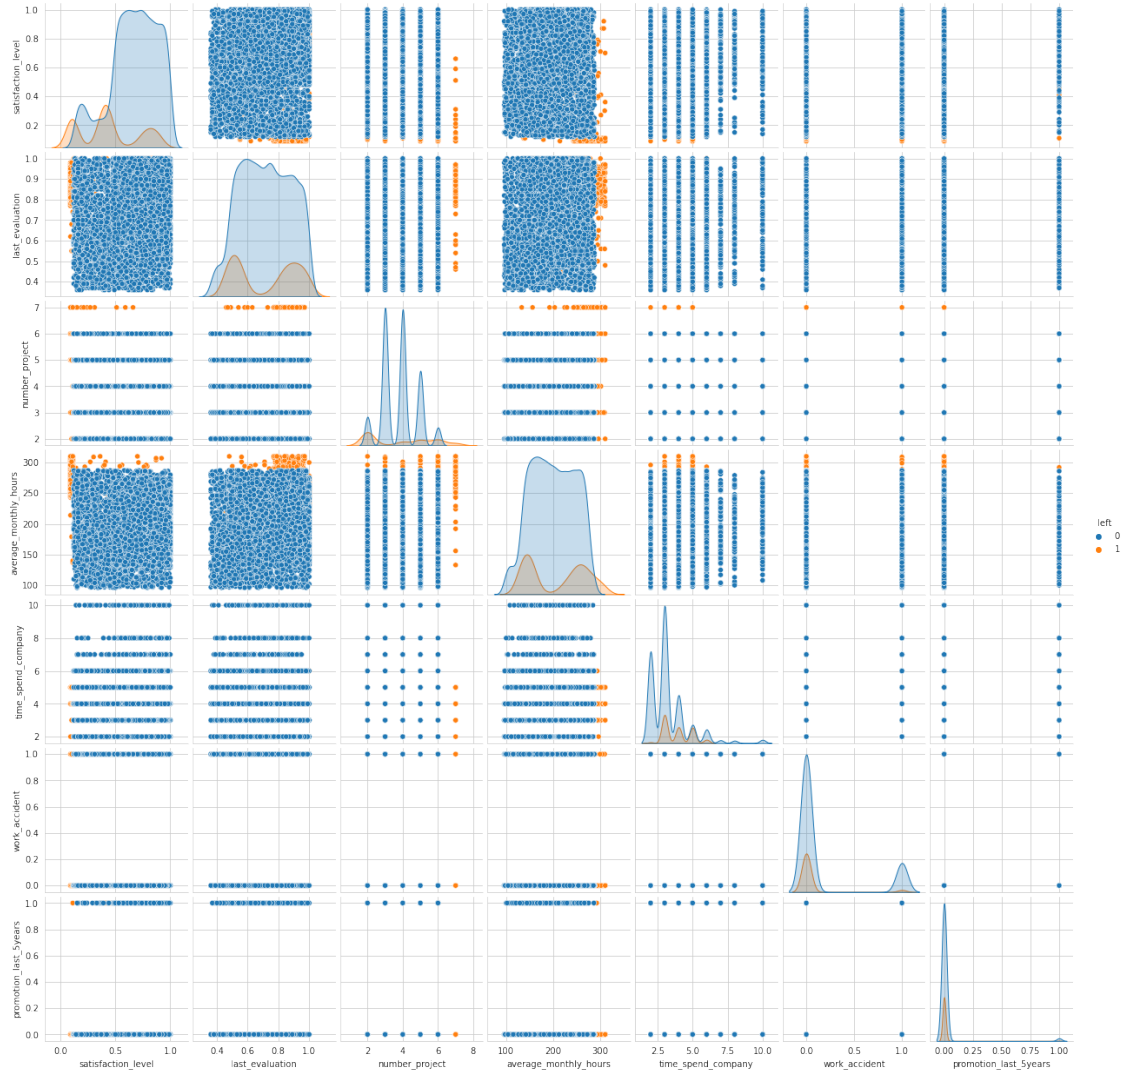 1.0
0.8
0.6
0.4
0.2
satisfaction_level
1.0
0.9
0.8
0.7
0.6
0.5
0.4
last_evaluation
7
6
5
4
3
2
number_project
300
250
200
150
100
average_monthly_hours
left
0
1
10
8
6
4
2
time_spend_company
1.0
0.8
0.6
0.4
0.2
0.0
work_accident
1.0
0.8
0.6
0.4
0.2
0.0
promotion_last_5years
0.0 0.5 1.0
satisfaction_level
0.4 0.6 0.8 1.0
last_evaluation
2 4 6 8
number_project
100 200 300
average_monthly_hours
2.5 5.0 7.5 10.0
time_spend_company
0.0 0.5 1.0
work_accident
0.00 0.25 0.50 0.75 1.00
promotion_last_5years